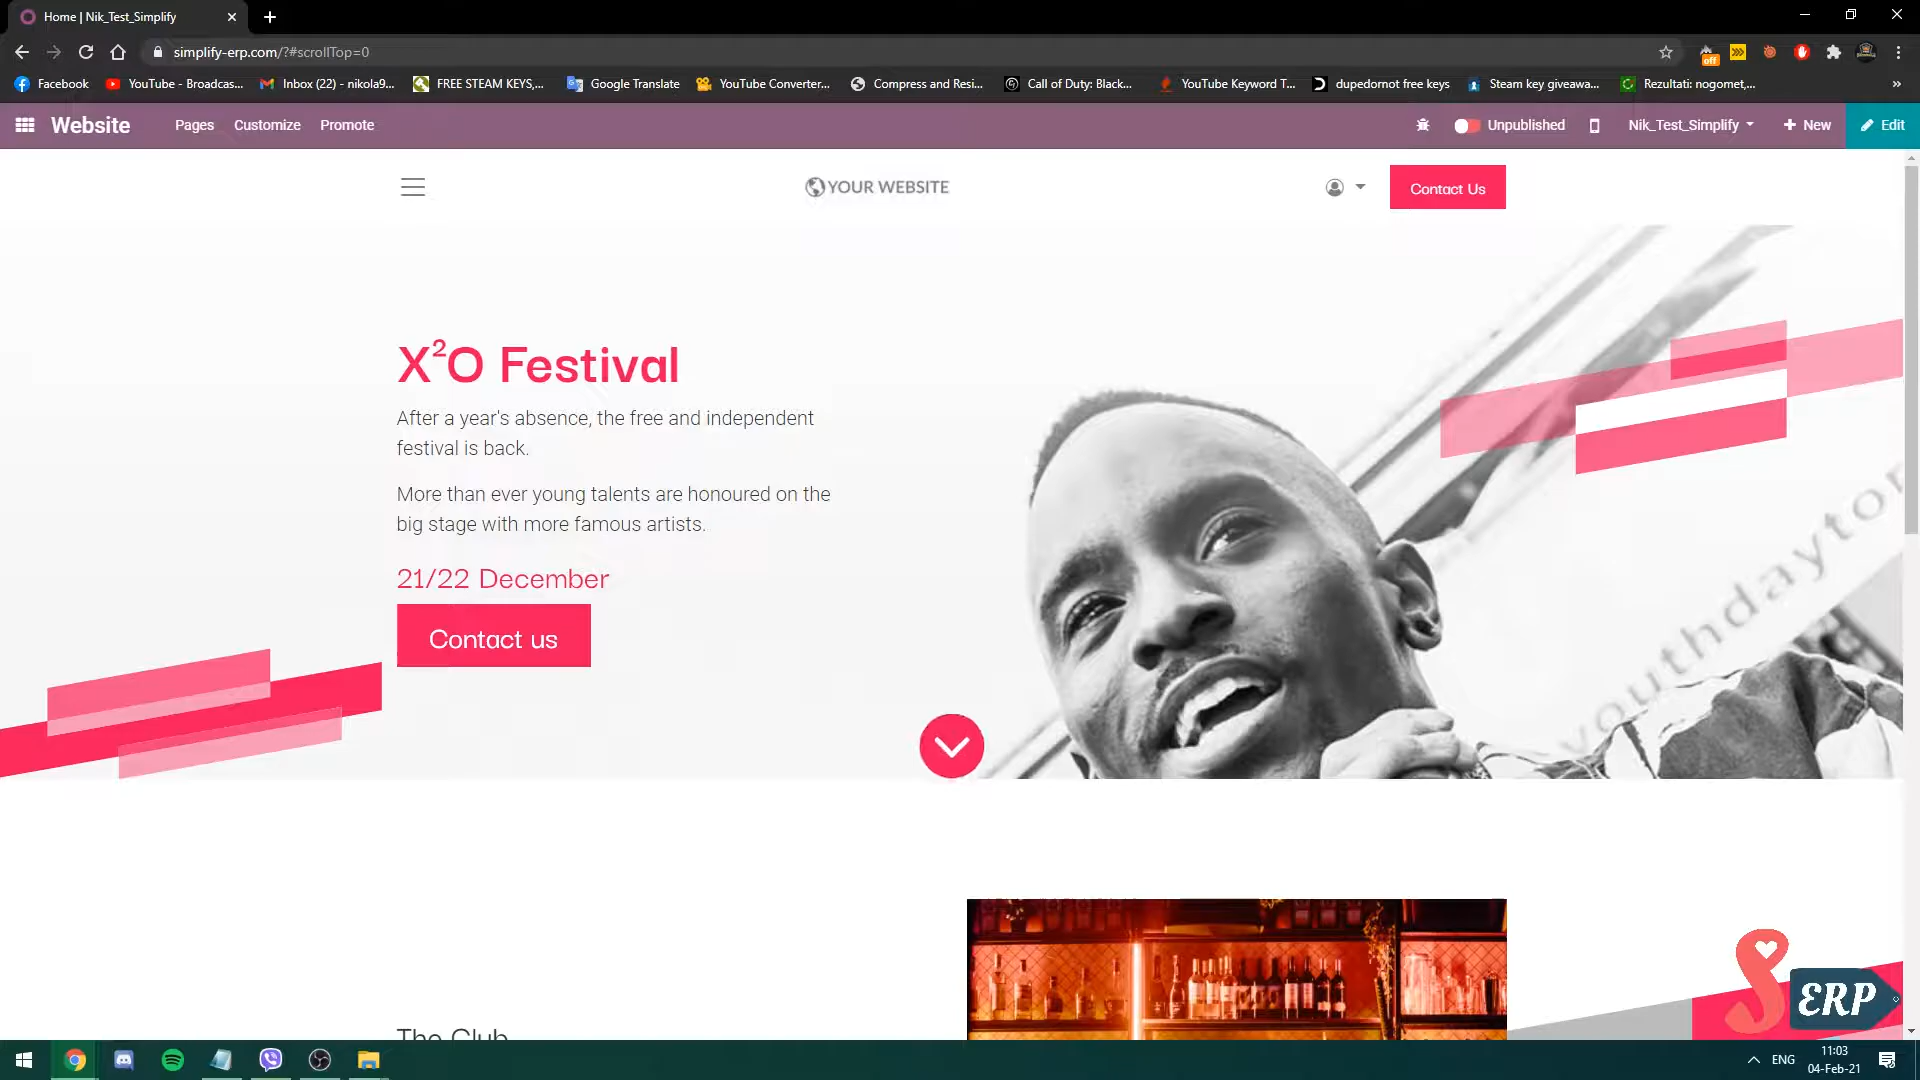 Home | Nik_Test_Simplify
simplify-erp.com/?#scrollTop=0
off
Facebook
YouTube - Broadcas...
Inbox (22) - nikola9...
FREE STEAM KEYS,...
Google Translate
YouTube Converter...
Compress and Resi...
Call of Duty: Black...
YouTube Keyword T...
dupedornot free keys
Steam key giveawa...
Rezultati: nogomet,...
Website
Pages
Customize
Promote
Unpublished
Nik_Test_Simplify
New
Edit
YOUR WEBSITE
Contact Us
X²O Festival
After a year's absence, the free and independent
festival is back.
More than ever young talents are honoured on the
big stage with more famous artists.
21/22 December
Contact us
youthdayton
The Club
S
ERP
ENG
11:03
04-Feb-21